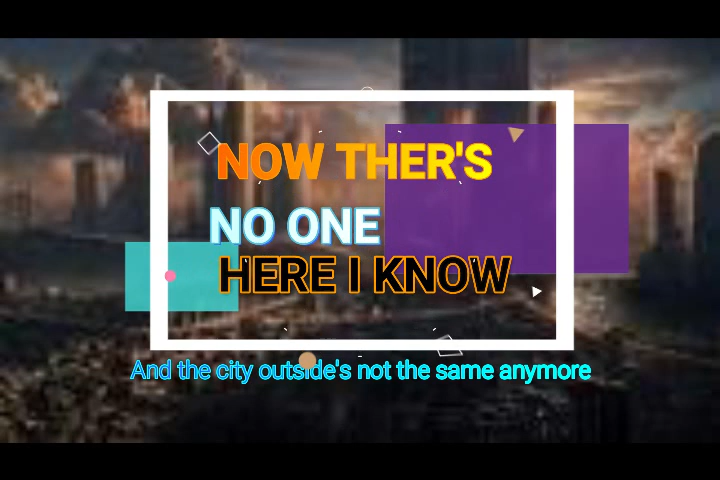 NOW THER'S
NO ONE
HERE I KNOW
And the city outside's not the same anymore